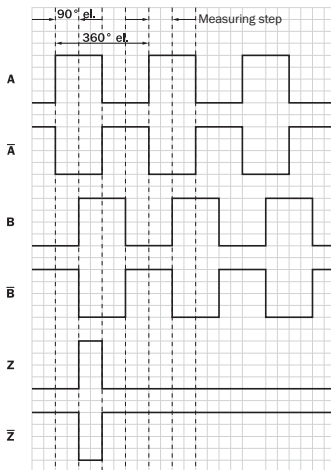 90° el.
Measuring step
360° el.
A
A̅
B
B̅
Z
Z̅